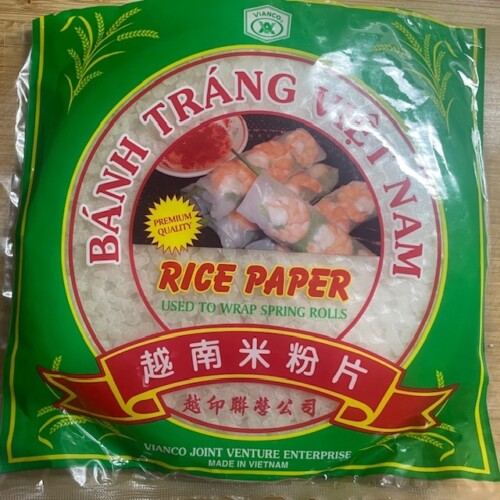 VIANCO
BÁNH TRÁNG VIỆT NAM
PREMIUM
QUALITY
RICE PAPER
USED TO WRAP SPRING ROLLS
越南米粉片
越印聯營公司
VIANCO JOINT VENTURE ENTERPRISE
MADE IN VIETNAM